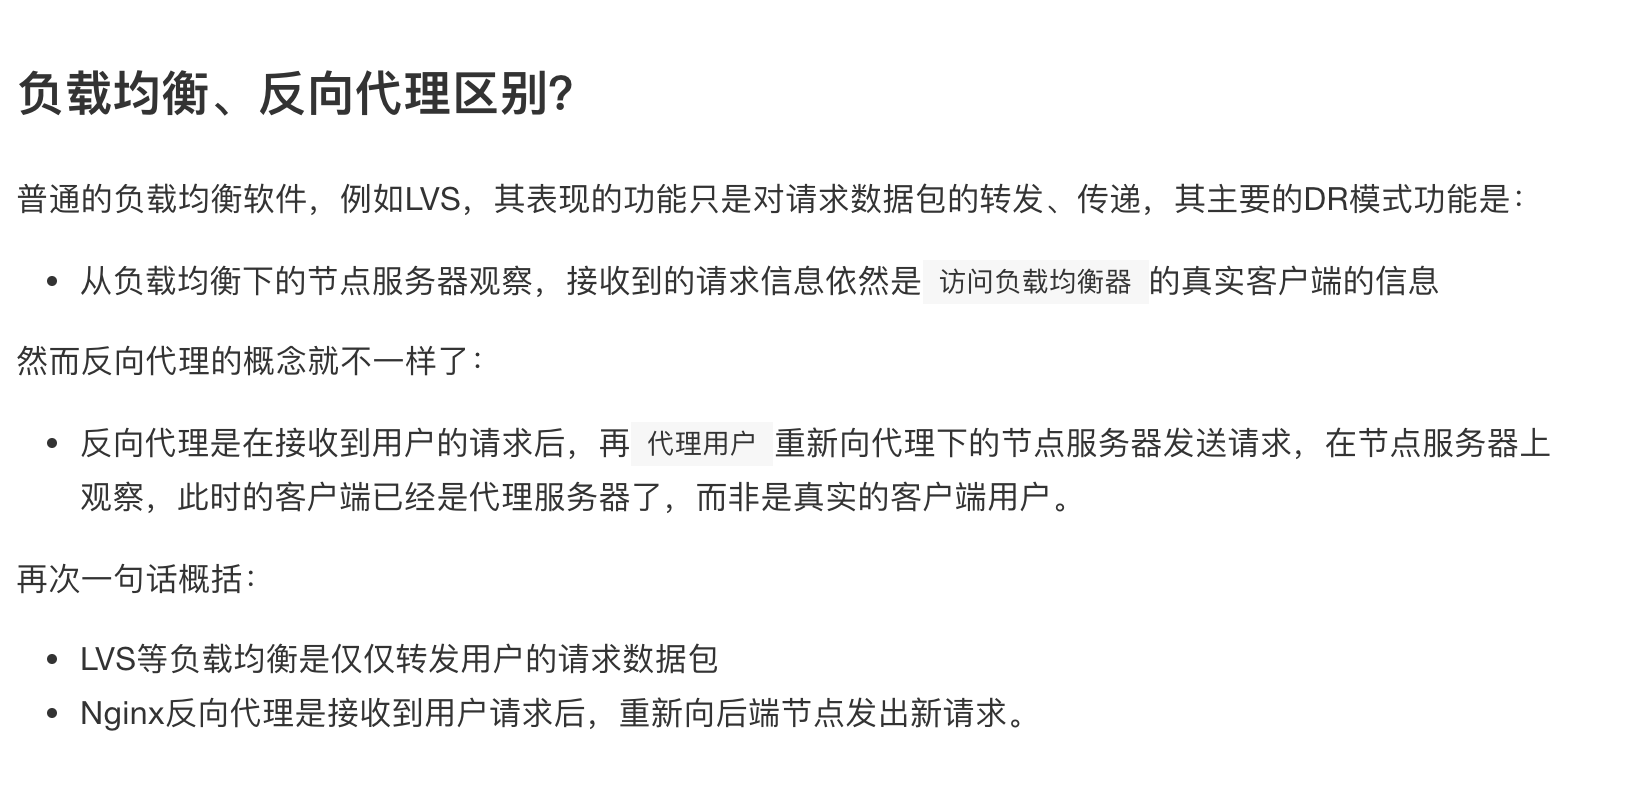 负载均衡、反向代理区别?
普通的负载均衡软件，例如LVS，其表现的功能只是对请求数据包的转发、传递，其主要的DR模式功能是：
• 从负载均衡下的节点服务器观察，接收到的请求信息依然是 访问负载均衡器 的真实客户端的信息
然而反向代理的概念就不一样了：
• 反向代理是在接收到用户的请求后，再 代理用户 重新向代理下的节点服务器发送请求，在节点服务器上
观察，此时的客户端已经是代理服务器了，而非是真实的客户端用户。
再次一句话概括：
• LVS等负载均衡是仅仅转发用户的请求数据包
• Nginx反向代理是接收到用户请求后，重新向后端节点发出新请求。